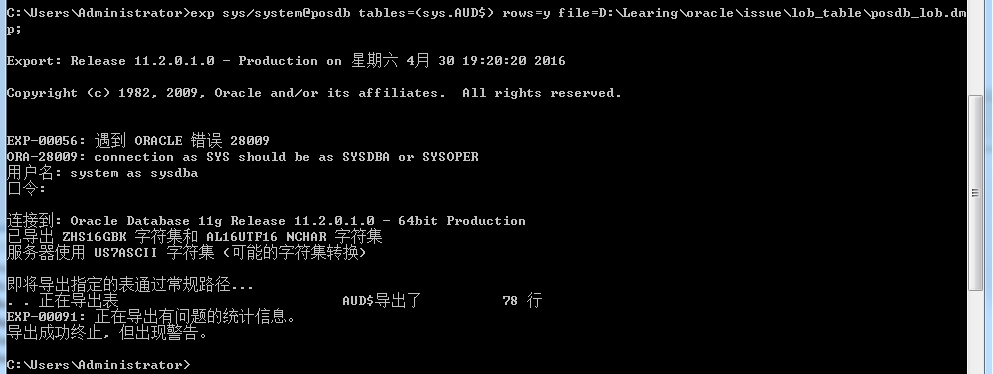 C:\Users\Administrator>exp sys/system@posdb tables=(sys.AUD$) rows=y file=D:\Learing\oracle\issue\lob_table\posdb_lob.dm
p;
Export: Release 11.2.0.1.0 - Production on 星期六 4月 30 19:20:20 2016
Copyright (c) 1982, 2009, Oracle and/or its affiliates.  All rights reserved.
EXP-00056: 遇到 ORACLE 错误 28009
ORA-28009: connection as SYS should be as SYSDBA or SYSOPER
用户名: system as sysdba
口令:
连接到: Oracle Database 11g Release 11.2.0.1.0 - 64bit Production
已导出 ZHS16GBK 字符集和 AL16UTF16 NCHAR 字符集
服务器使用 US7ASCII 字符集 (可能的字符集转换)
即将导出指定的表通过常规路径...
. . 正在导出表                            AUD$导出了          78 行
EXP-00091: 正在导出有问题的统计信息。
导出成功终止, 但出现警告。
C:\Users\Administrator>